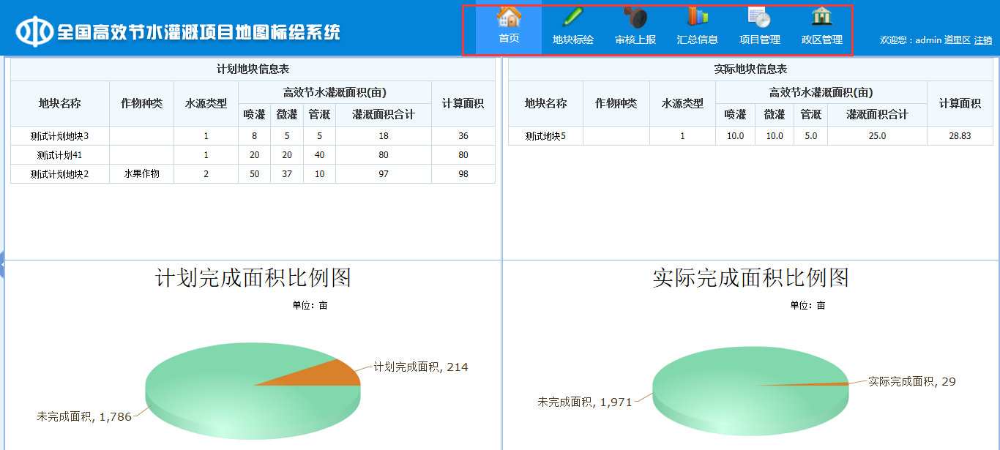 全国高效节水灌溉项目地图标绘系统
首页 地块标绘 审核上报 汇总信息 项目管理 政区管理
欢迎您：admin 道里区 注销
计划地块信息表
地块名称 作物种类 水源类型 高效节水灌溉面积(亩) 计算面积
喷灌 微灌 管溉 灌溉面积合计
测试计划地块3 1 8 5 5 18 36
测试计划41 1 20 20 40 80 80
测试计划地块2 水果作物 2 50 37 10 97 98
实际地块信息表
地块名称 作物种类 水源类型 高效节水灌溉面积(亩) 计算面积
喷灌 微灌 管溉 灌溉面积合计
测试地块5 1 10.0 10.0 5.0 25.0 28.83
计划完成面积比例图
单位：亩
计划完成面积, 214
未完成面积, 1,786
实际完成面积比例图
单位：亩
实际完成面积, 29
未完成面积, 1,971